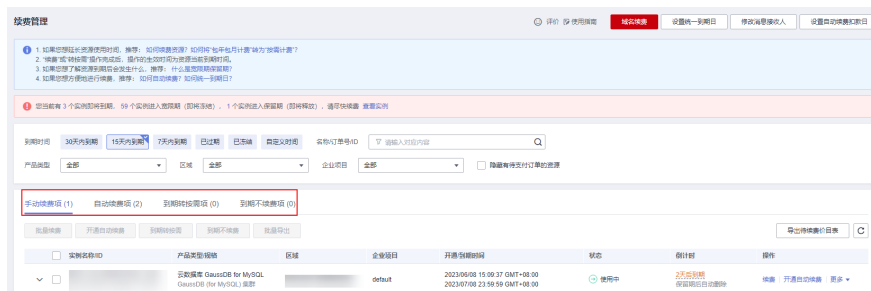 续费管理
评价 使用指南 域名续费 设置统一到期日 修改消息接收人 设置自动续费扣款日
1. 如果您想延长资源使用时间，推荐： 如何续费资源？如何将“包年包月计费”转为“按需计费”？
2. “续费”或“转按需”操作完成后，操作的生效时间为资源当前到期时间。
3. 如果您想了解资源到期后会发生什么，推荐： 什么是宽限期保留期？
4. 如果您想方便地进行续费，推荐： 如何自动续费？如何统一到期日？
您当前有 3 个实例即将到期， 59 个实例进入宽限期（即将冻结）， 1 个实例进入保留期（即将释放），请尽快续费 查看实例
到期时间 30天内到期 15天内到期 7天内到期 已过期 已冻结 自定义时间 名称/订单号/ID 请输入对应内容
产品类型 全部 区域 全部 企业项目 全部 隐藏有待支付订单的资源
手动续费项 (1) 自动续费项 (2) 到期转按需项 (0) 到期不续费项 (0)
批量续费 开通自动续费 到期转按需 到期不续费 批量导出 导出待续费价目表
实例名称/ID 产品类型/规格 区域 企业项目 开通/到期时间 状态 倒计时 操作
云数据库 GaussDB for MySQL default 2023/06/08 15:09:37 GMT+08:00 使用中 2天后到期 续费 开通自动续费 更多
GaussDB (for MySQL) 集群 2023/07/08 23:59:59 GMT+08:00 保留期后自动删除